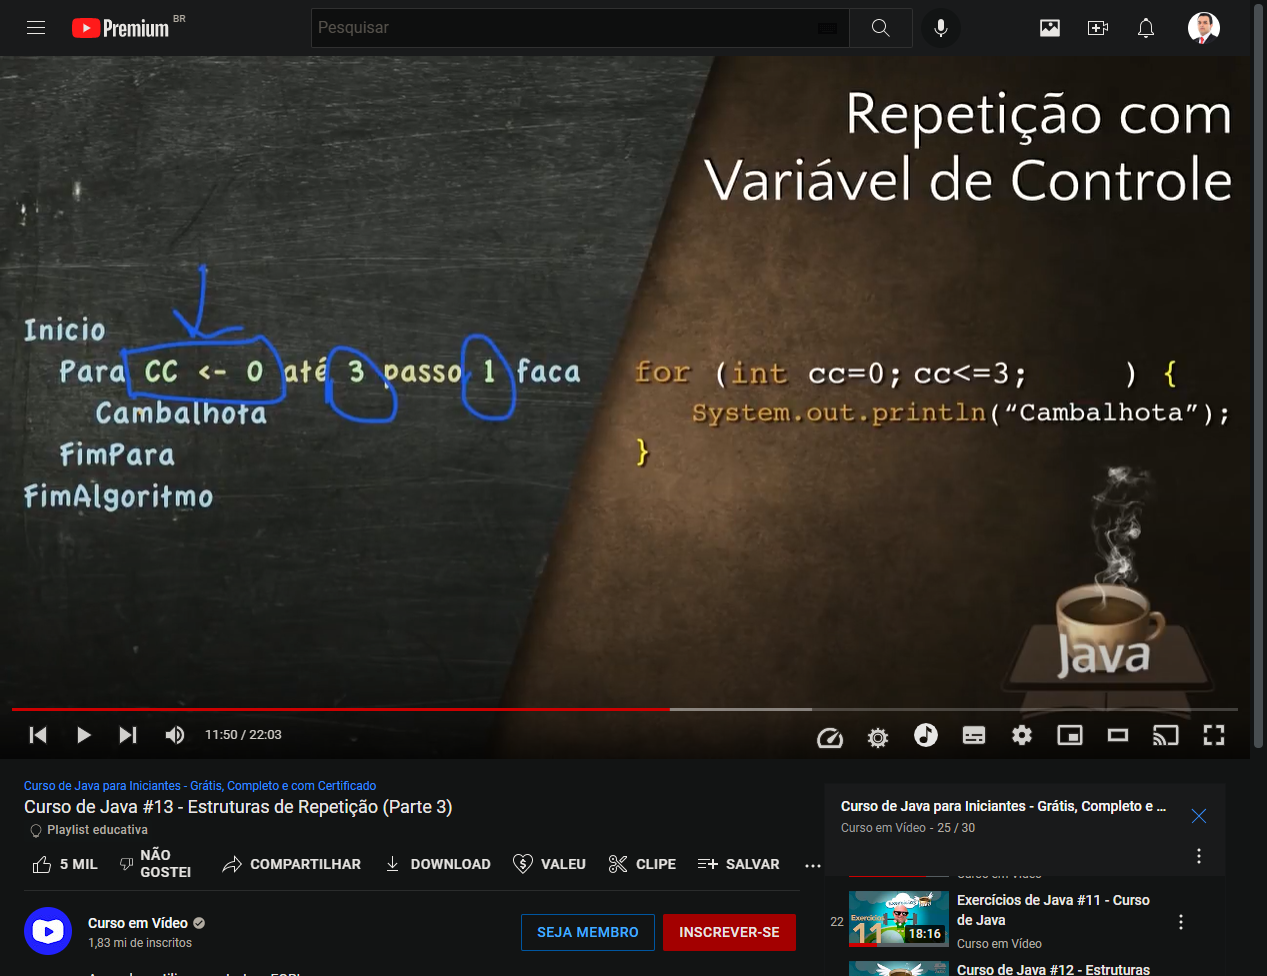 Premium BR
Pesquisar
Repetição com
Variável de Controle
Inicio
Para CC <- 0 até 3 passo 1 faca
Cambalhota
FimPara
FimAlgoritmo
for (int cc=0; cc<=3; ) {
System.out.println(“Cambalhota”);
}
Java
11:50 / 22:03
Curso de Java para Iniciantes - Grátis, Completo e com Certificado
Curso de Java #13 - Estruturas de Repetição (Parte 3)
Playlist educativa
5 MIL
NÃO
GOSTEI
COMPARTILHAR
DOWNLOAD
VALEU
CLIPE
SALVAR
Curso em Vídeo
1,83 mi de inscritos
SEJA MEMBRO
INSCREVER-SE
Curso de Java para Iniciantes - Grátis, Completo e ...
Curso em Vídeo - 25 / 30
Curso em Vídeo
22
Exercícios
11
18:16
Exercícios de Java #11 - Curso
de Java
Curso em Vídeo
Curso de Java #12 - Estruturas